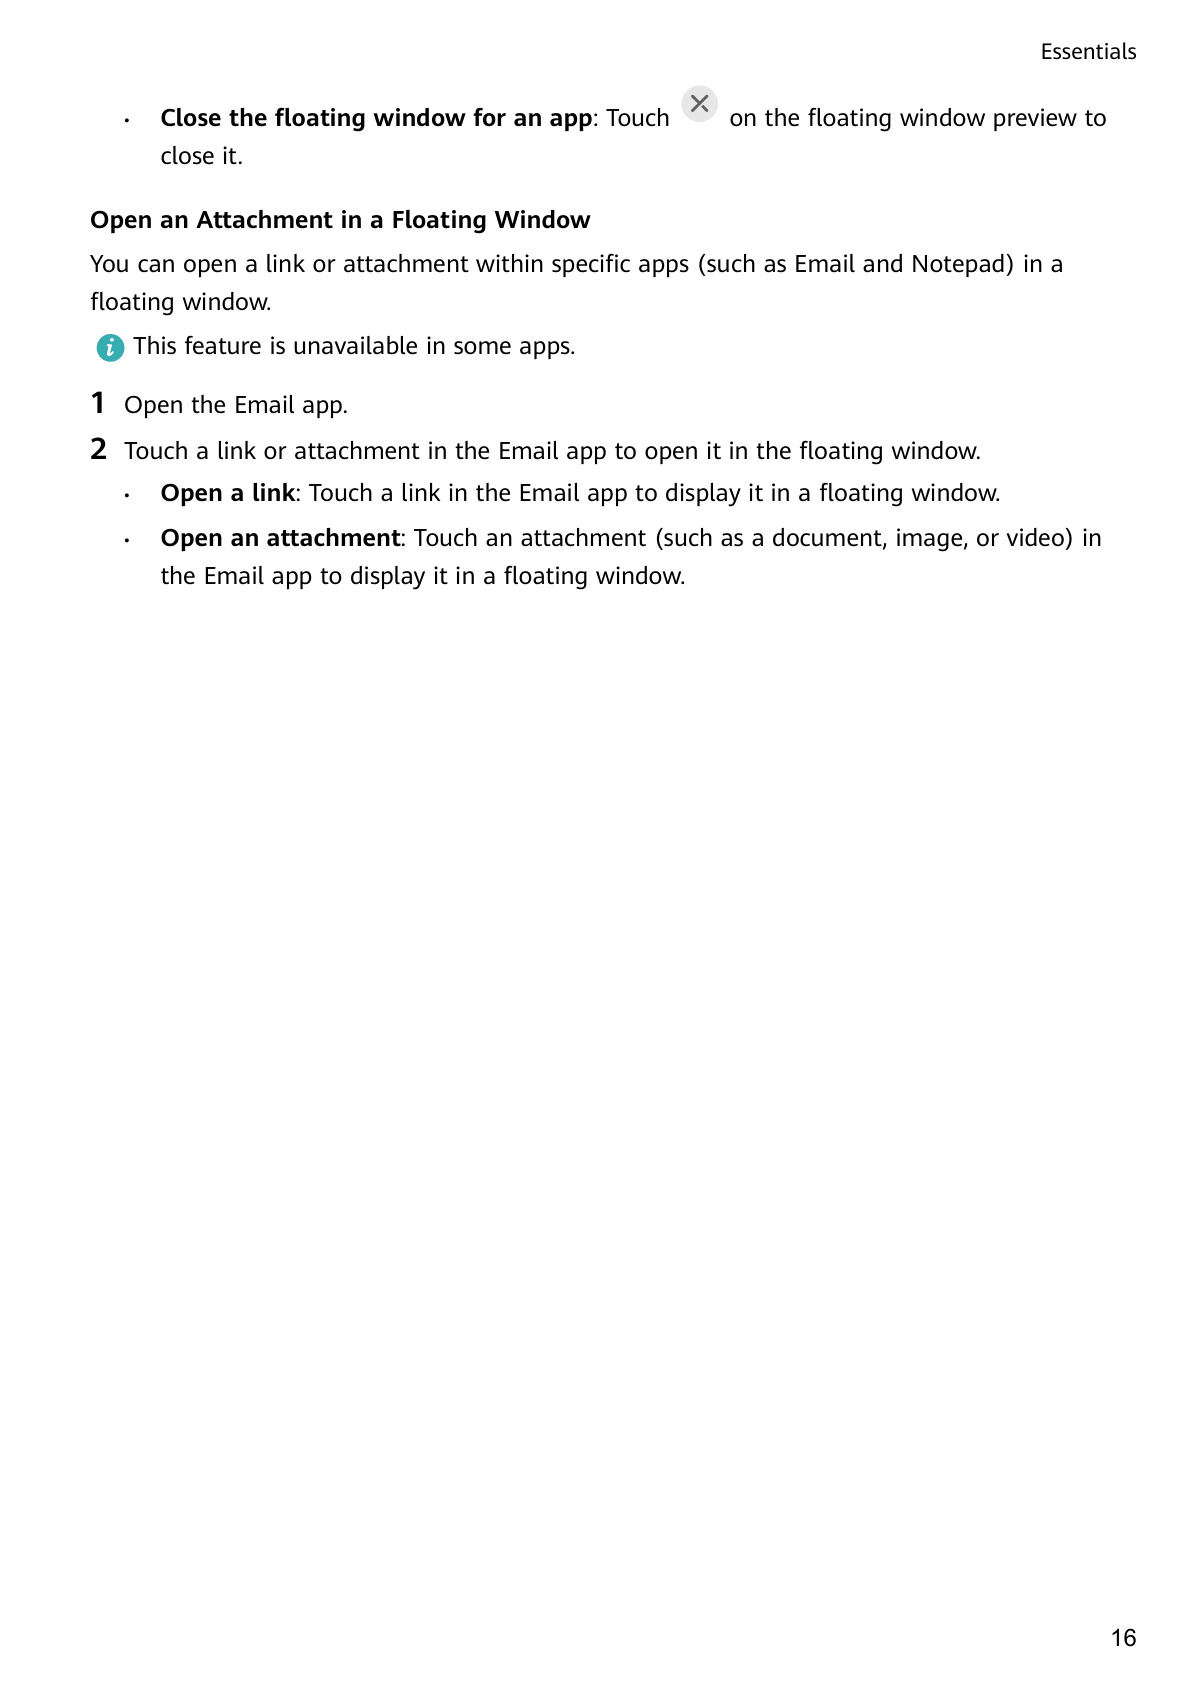 Essentials
• Close the floating window for an app: Touch on the floating window preview to
close it.
Open an Attachment in a Floating Window
You can open a link or attachment within specific apps (such as Email and Notepad) in a
floating window.
This feature is unavailable in some apps.
1 Open the Email app.
2 Touch a link or attachment in the Email app to open it in the floating window.
• Open a link: Touch a link in the Email app to display it in a floating window.
• Open an attachment: Touch an attachment (such as a document, image, or video) in
the Email app to display it in a floating window.
16